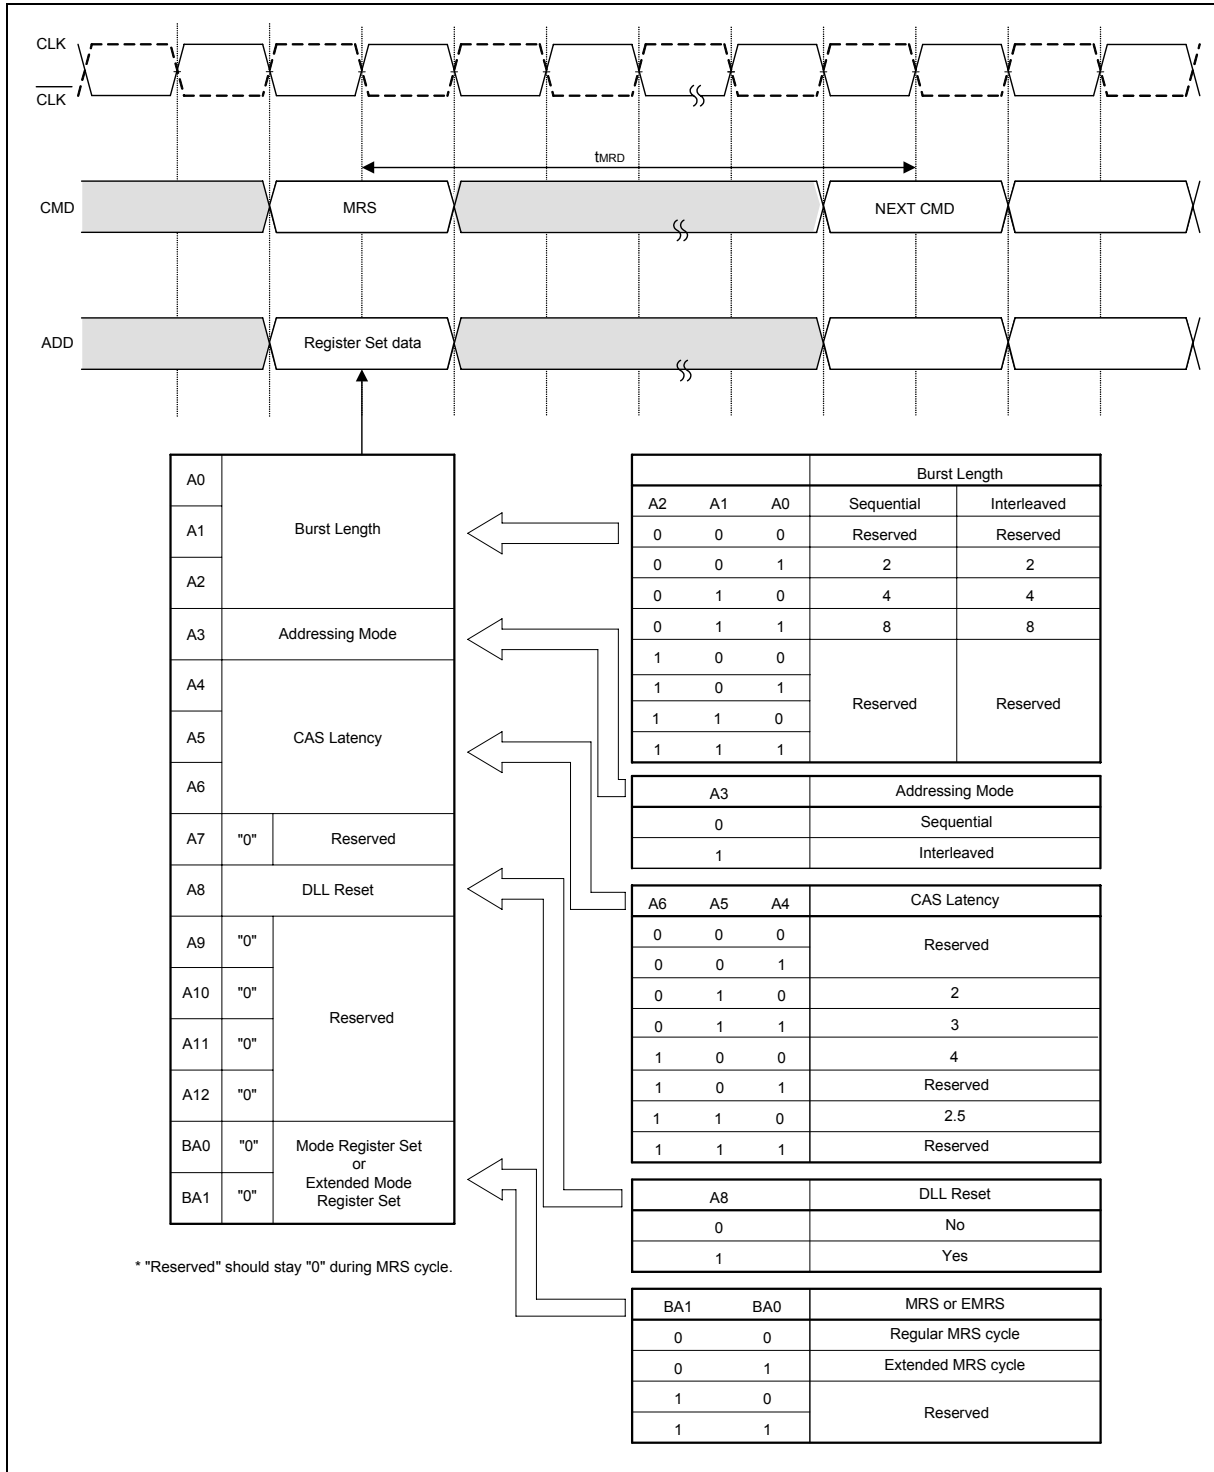 CLK
CLK
tMRD
CMD MRS NEXT CMD
ADD Register Set data
A0
A1 Burst Length
A2
A3 Addressing Mode
A4
A5 CAS Latency
A6
A7 "0" Reserved
A8 DLL Reset
A9 "0"
A10 "0"
Reserved
A11 "0"
A12 "0"
BA0 "0" Mode Register Set
or
Extended Mode
BA1 "0" Register Set
* "Reserved" should stay "0" during MRS cycle.
Burst Length
A2 A1 A0 Sequential Interleaved
0 0 0 Reserved Reserved
0 0 1 2 2
0 1 0 4 4
0 1 1 8 8
1 0 0
1 0 1
Reserved Reserved
1 1 0
1 1 1
A3 Addressing Mode
0 Sequential
1 Interleaved
A6 A5 A4 CAS Latency
0 0 0
Reserved
0 0 1
0 1 0 2
0 1 1 3
1 0 0 4
1 0 1 Reserved
1 1 0 2.5
1 1 1 Reserved
A8 DLL Reset
0 No
1 Yes
BA1 BA0 MRS or EMRS
0 0 Regular MRS cycle
0 1 Extended MRS cycle
1 0
Reserved
1 1